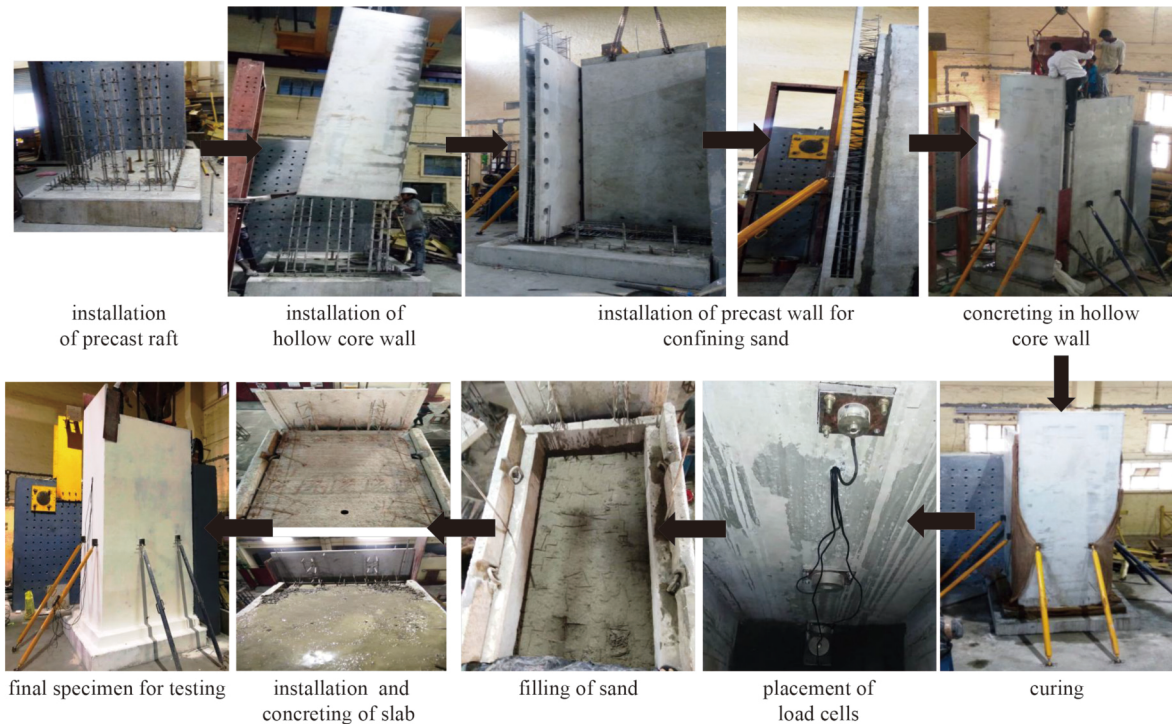 installation
of precast raft
installation of
hollow core wall
installation of precast wall for
confining sand
concreting in hollow
core wall
final specimen for testing
installation and
concreting of slab
filling of sand
placement of
load cells
curing